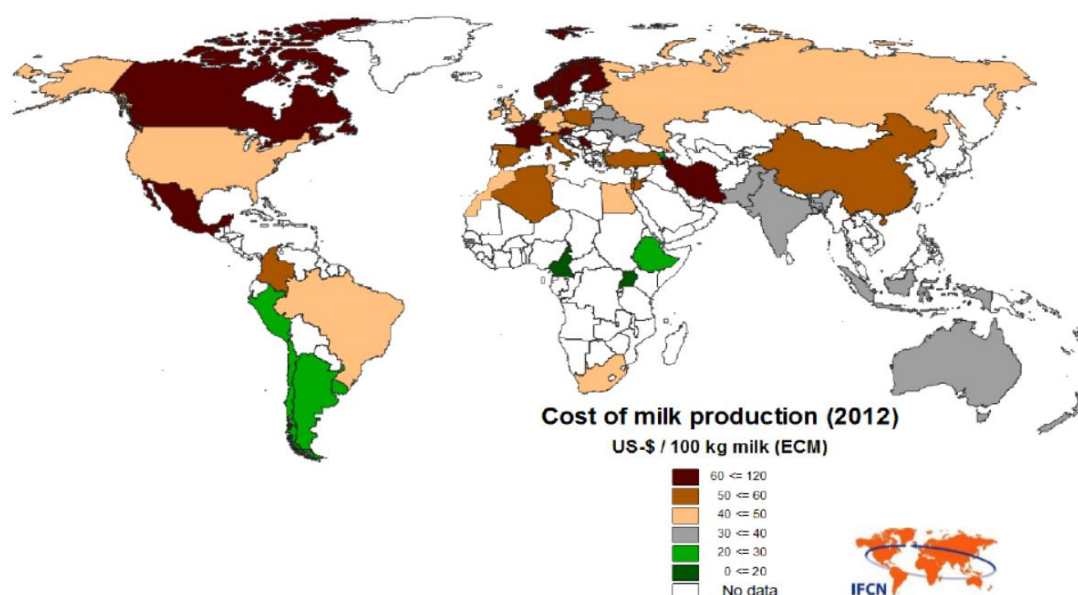 Cost of milk production (2012)
US-$ / 100 kg milk (ECM)
60 <= 120
50 <= 60
40 <= 50
30 <= 40
20 <= 30
0 <= 20
No data
IFCN